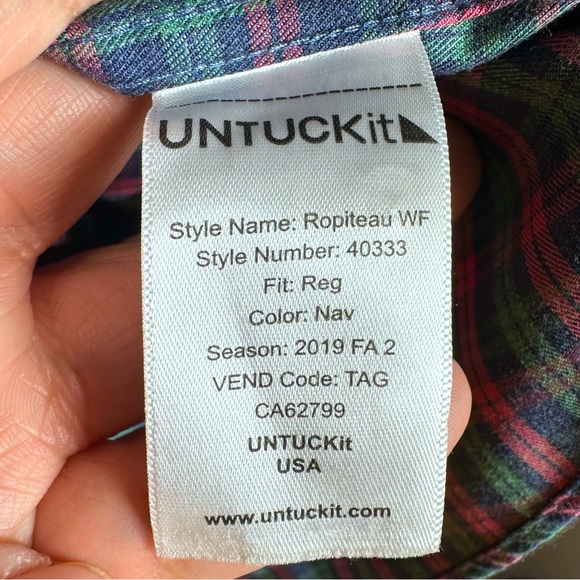 UNTUCKit
Style Name: Ropiteau WF
Style Number: 40333
Fit: Reg
Color: Nav
Season: 2019 FA 2
VEND Code: TAG
CA62799
UNTUCKit
USA
www.untuckit.com